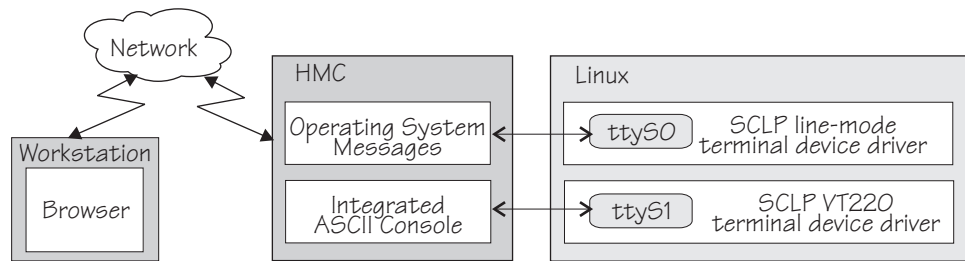 Network
Workstation
Browser
HMC
Operating System
Messages
Integrated
ASCII Console
Linux
ttyS0
SCLP line-mode
terminal device driver
ttyS1
SCLP VT220
terminal device driver